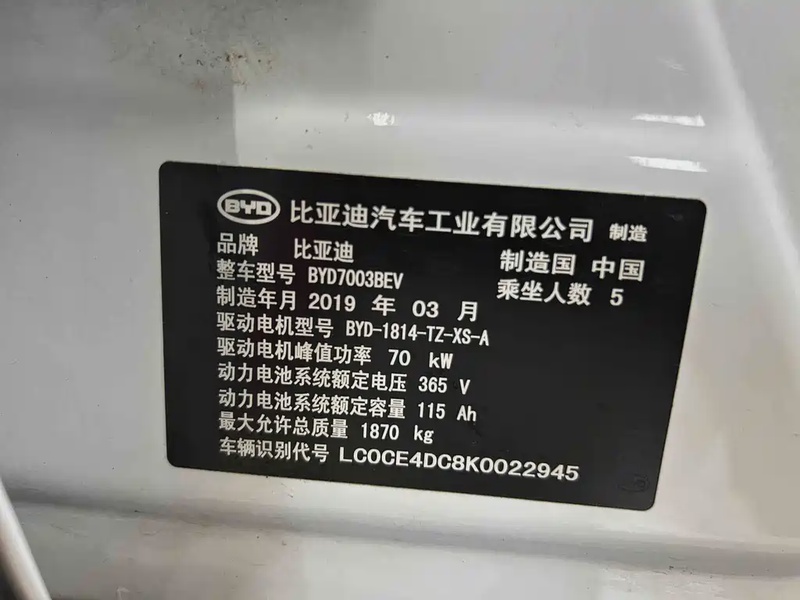 BYD 比亚迪汽车工业有限公司 制造
品牌 比亚迪 制造国 中国
整车型号 BYD7003BEV 乘坐人数 5
制造年月 2019 年 03 月
驱动电机型号 BYD-1814-TZ-XS-A
驱动电机峰值功率 70 kW
动力电池系统额定电压 365 V
动力电池系统额定容量 115 Ah
最大允许总质量 1870 kg
车辆识别代号 LC0CE4DC8K0022945